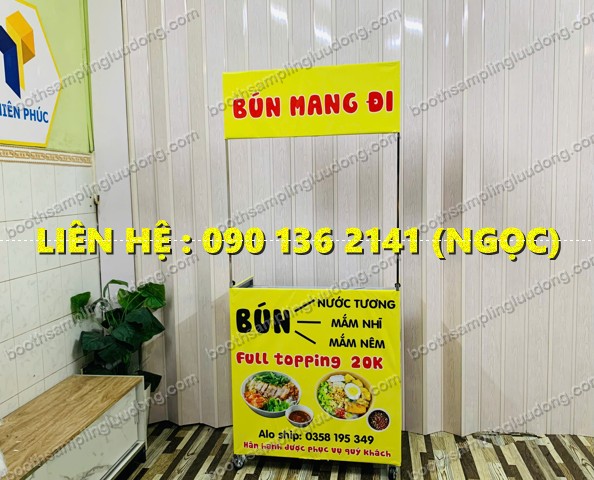 IÊN PHÚC
BÚN MANG ĐI
LIÊN HỆ : 090 136 2141 (NGỌC)
BÚN
NƯỚC TƯƠNG
MẮM NHĨ
MẮM NÊM
Full topping 20K
Alo ship: 0358 195 349
Hân hạnh được phục vụ quý khách
boothsamplingluudong.com